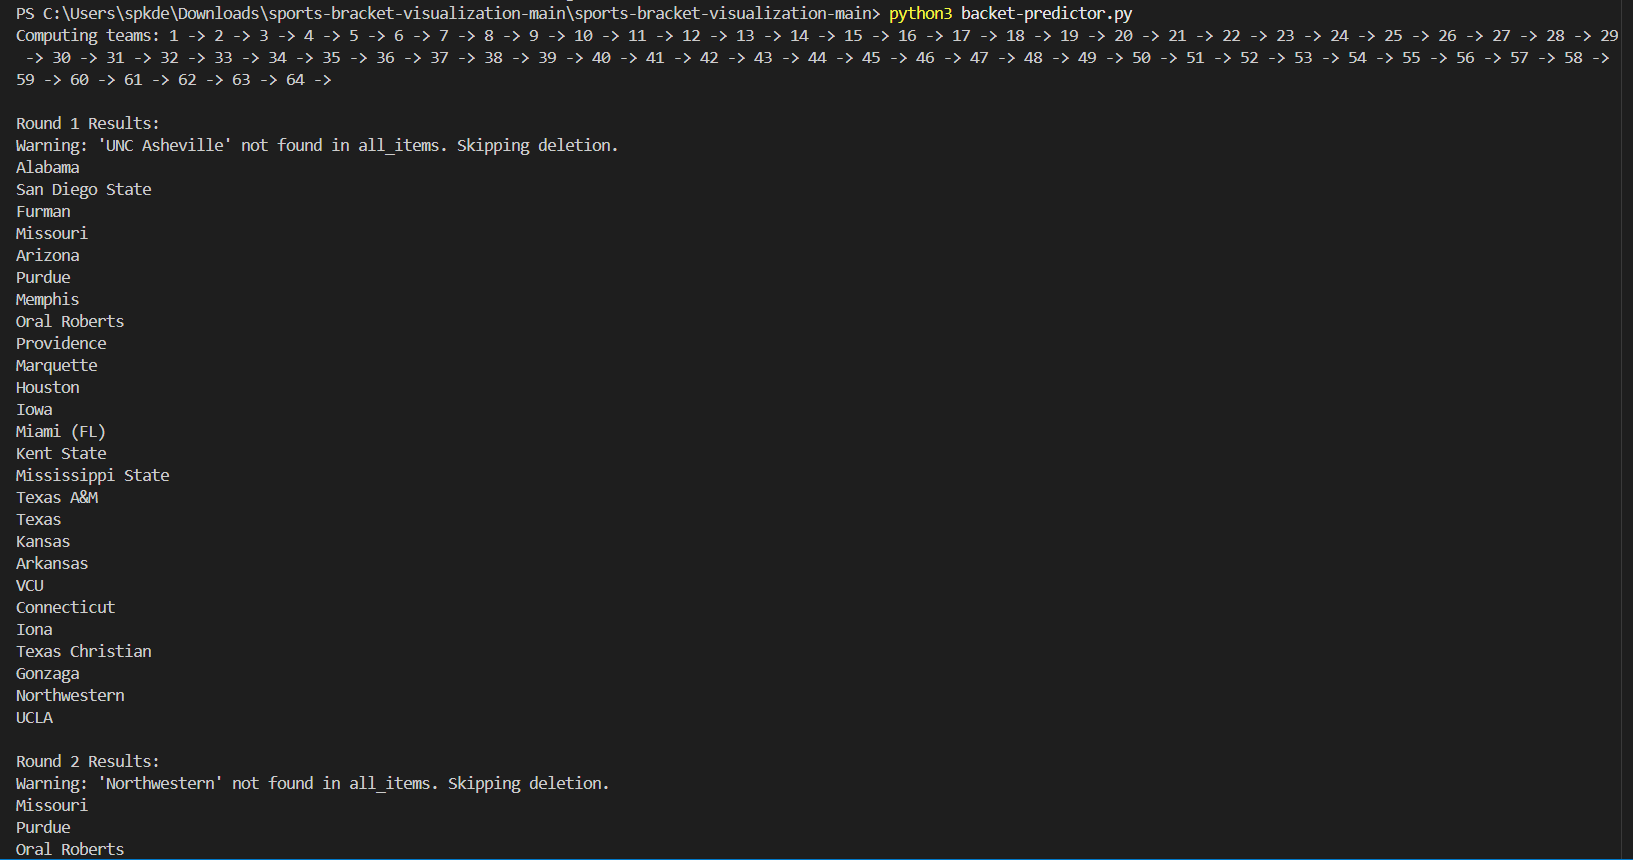 PS C:\Users\spkde\Downloads\sports-bracket-visualization-main\sports-bracket-visualization-main> python3 backet-predictor.py
Computing teams: 1 -> 2 -> 3 -> 4 -> 5 -> 6 -> 7 -> 8 -> 9 -> 10 -> 11 -> 12 -> 13 -> 14 -> 15 -> 16 -> 17 -> 18 -> 19 -> 20 -> 21 -> 22 -> 23 -> 24 -> 25 -> 26 -> 27 -> 28 -> 29
-> 30 -> 31 -> 32 -> 33 -> 34 -> 35 -> 36 -> 37 -> 38 -> 39 -> 40 -> 41 -> 42 -> 43 -> 44 -> 45 -> 46 -> 47 -> 48 -> 49 -> 50 -> 51 -> 52 -> 53 -> 54 -> 55 -> 56 -> 57 -> 58 ->
59 -> 60 -> 61 -> 62 -> 63 -> 64 ->
Round 1 Results:
Warning: 'UNC Asheville' not found in all_items. Skipping deletion.
Alabama
San Diego State
Furman
Missouri
Arizona
Purdue
Memphis
Oral Roberts
Providence
Marquette
Houston
Iowa
Miami (FL)
Kent State
Mississippi State
Texas A&M
Texas
Kansas
Arkansas
VCU
Connecticut
Iona
Texas Christian
Gonzaga
Northwestern
UCLA
Round 2 Results:
Warning: 'Northwestern' not found in all_items. Skipping deletion.
Missouri
Purdue
Oral Roberts